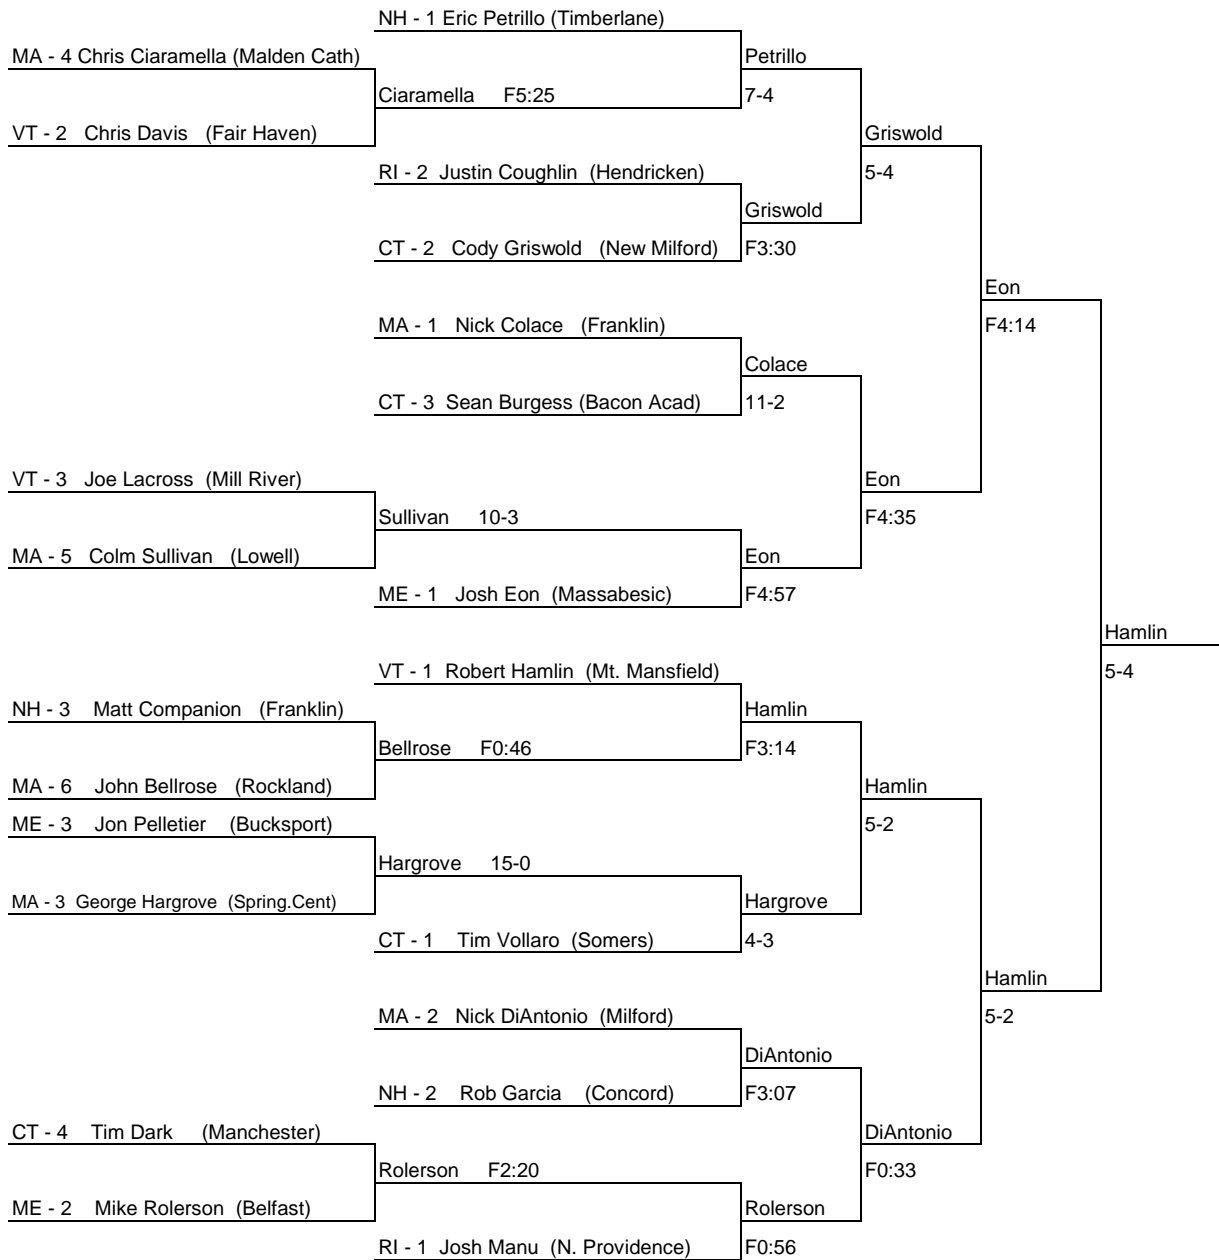 NH - 1 Eric Petrillo (Timberlane)
MA - 4 Chris Ciaramella (Malden Cath)
Petrillo
Ciaramella F5:25
7-4
VT - 2 Chris Davis (Fair Haven)
Griswold
RI - 2 Justin Coughlin (Hendricken)
5-4
Griswold
CT - 2 Cody Griswold (New Milford)
F3:30
Eon
MA - 1 Nick Colace (Franklin)
F4:14
Colace
CT - 3 Sean Burgess (Bacon Acad)
11-2
VT - 3 Joe Lacross (Mill River)
Eon
Sullivan 10-3
F4:35
MA - 5 Colm Sullivan (Lowell)
Eon
ME - 1 Josh Eon (Massabesic)
F4:57
Hamlin
VT - 1 Robert Hamlin (Mt. Mansfield)
5-4
NH - 3 Matt Companion (Franklin)
Hamlin
Bellrose F0:46
F3:14
MA - 6 John Bellrose (Rockland)
Hamlin
ME - 3 Jon Pelletier (Bucksport)
5-2
Hargrove 15-0
MA - 3 George Hargrove (Spring.Cent)
Hargrove
CT - 1 Tim Vollaro (Somers)
4-3
Hamlin
MA - 2 Nick DiAntonio (Milford)
5-2
DiAntonio
NH - 2 Rob Garcia (Concord)
F3:07
CT - 4 Tim Dark (Manchester)
DiAntonio
Rolerson F2:20
F0:33
ME - 2 Mike Rolerson (Belfast)
Rolerson
RI - 1 Josh Manu (N. Providence)
F0:56